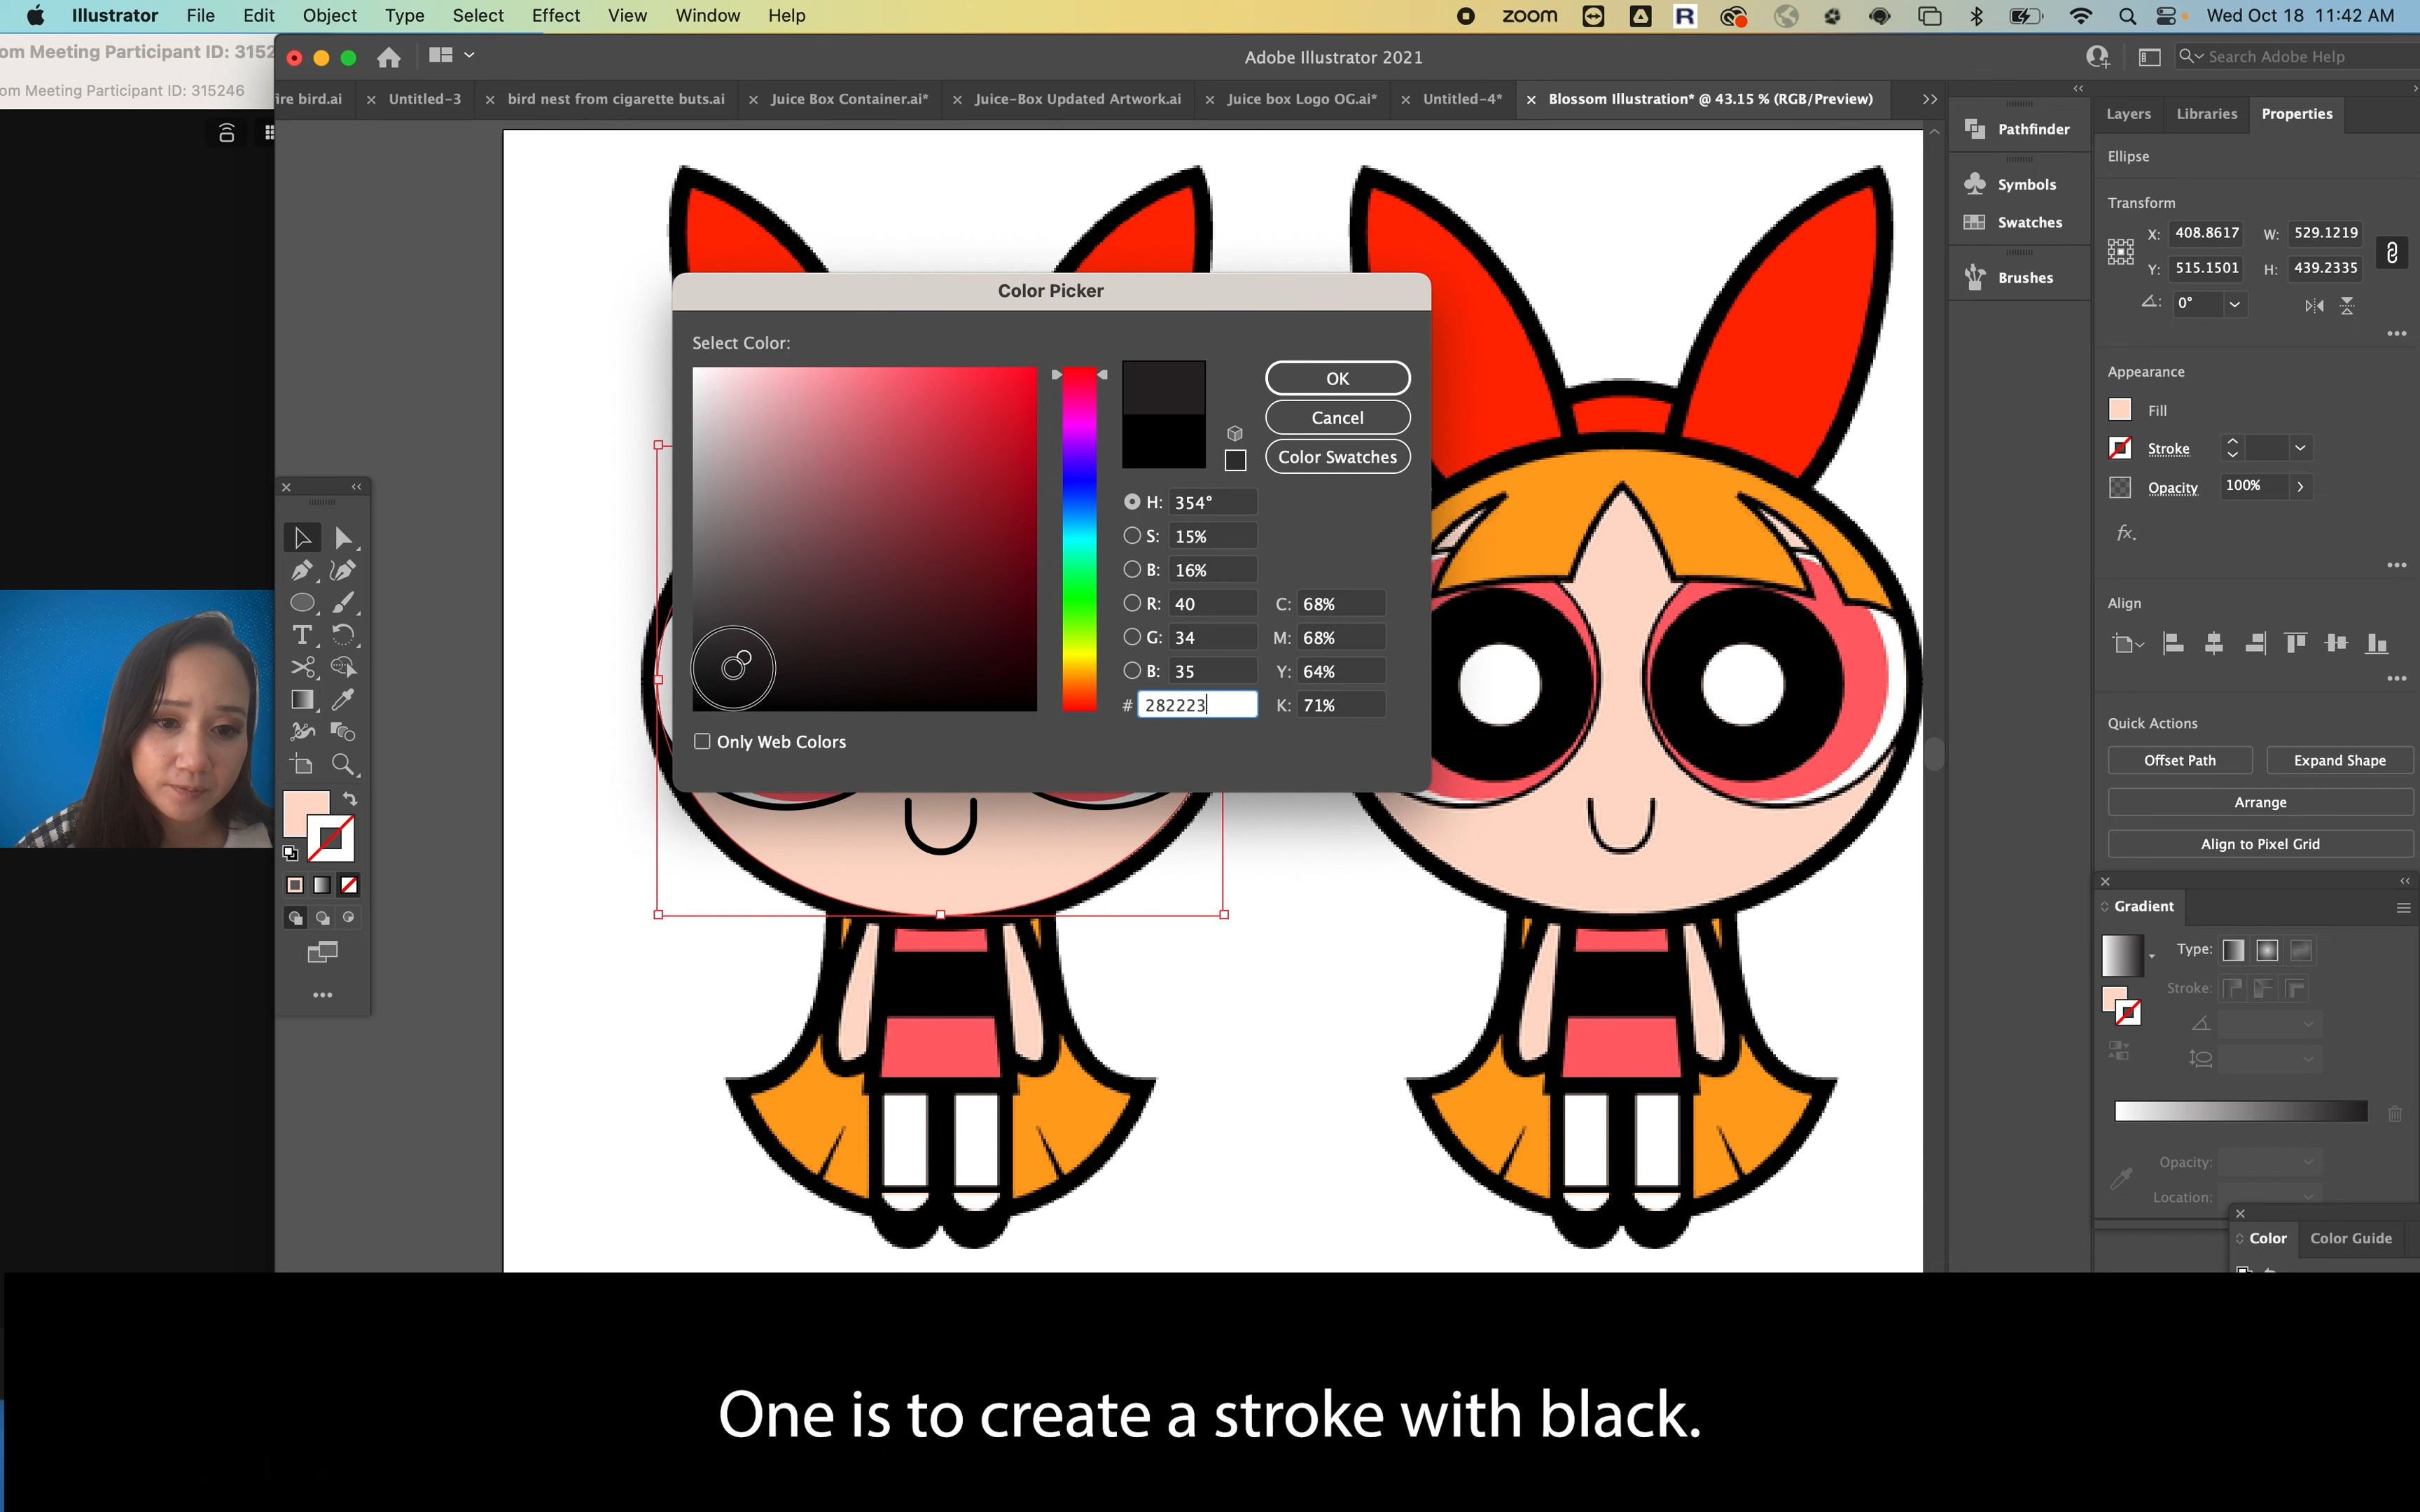 Illustrator File Edit Object Type Select Effect View Window Help
zoom
Wed Oct 18 11:42 AM
om Meeting Participant ID: 3152
om Meeting Participant ID: 315246
Adobe Illustrator 2021
Search Adobe Help
ire bird.ai
Untitled-3
bird nest from cigarette buts.ai
Juice Box Container.ai*
Juice-Box Updated Artwork.ai
Juice box Logo OG.ai*
Untitled-4*
Blossom Illustration* @ 43.15 % (RGB/Preview)
Pathfinder
Symbols
Swatches
Brushes
Layers Libraries Properties
Ellipse
Transform
X: 408.8617 W: 529.1219
Y: 515.1501 H: 439.2335
0°
Appearance
Fill
Stroke
Opacity 100%
fx.
Align
Quick Actions
Offset Path Expand Shape
Arrange
Align to Pixel Grid
Gradient
Type:
Stroke:
Opacity:
Location:
Color Color Guide
Color Picker
Select Color:
OK
Cancel
Color Swatches
H: 354°
S: 15%
B: 16%
R: 40 C: 68%
G: 34 M: 68%
B: 35 Y: 64%
# 282223 K: 71%
Only Web Colors
One is to create a stroke with black.